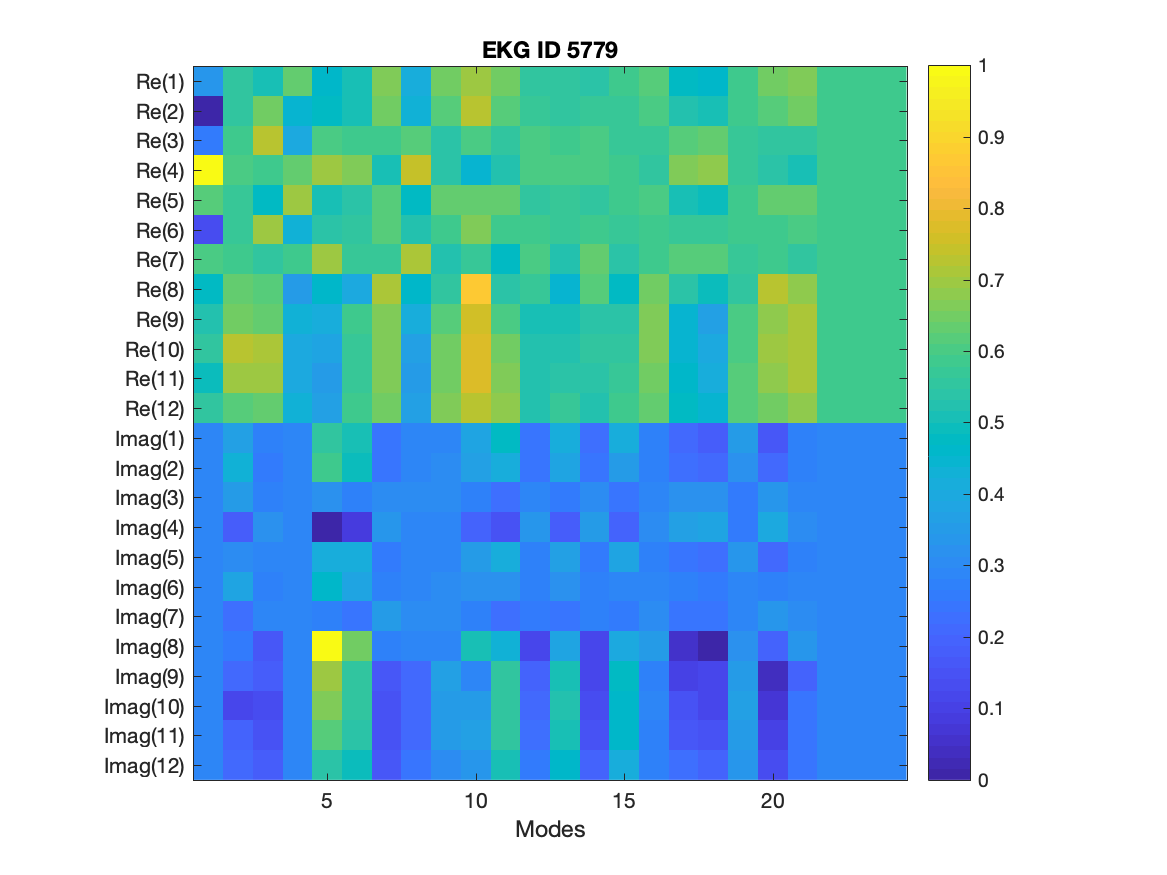 EKG ID 5779
Re(1)
Re(2)
Re(3)
Re(4)
Re(5)
Re(6)
Re(7)
Re(8)
Re(9)
Re(10)
Re(11)
Re(12)
Imag(1)
Imag(2)
Imag(3)
Imag(4)
Imag(5)
Imag(6)
Imag(7)
Imag(8)
Imag(9)
Imag(10)
Imag(11)
Imag(12)
5 10 15 20
Modes
1
0.9
0.8
0.7
0.6
0.5
0.4
0.3
0.2
0.1
0